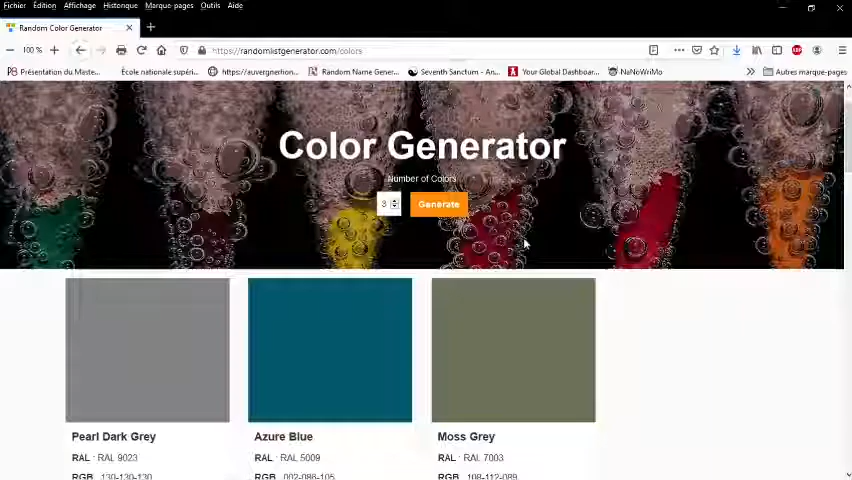 Fichier Édition Affichage Historique Marque-pages Outils Aide
Random Color Generator
100 %
https://randomlistgenerator.com/colors
Présentation du Maste... École nationale supéri... https://auvergnerhon... Random Name Gener... Seventh Sanctum - An... Your Global Dashboar... NaNoWriMo Autres marque-pages
Color Generator
Number of Colors
3 Generate
Pearl Dark Grey Azure Blue Moss Grey
RAL : RAL 9023 RAL : RAL 5009 RAL : RAL 7003
RGB 130-130-130 RGB 002-086-105 RGB 108-112-089